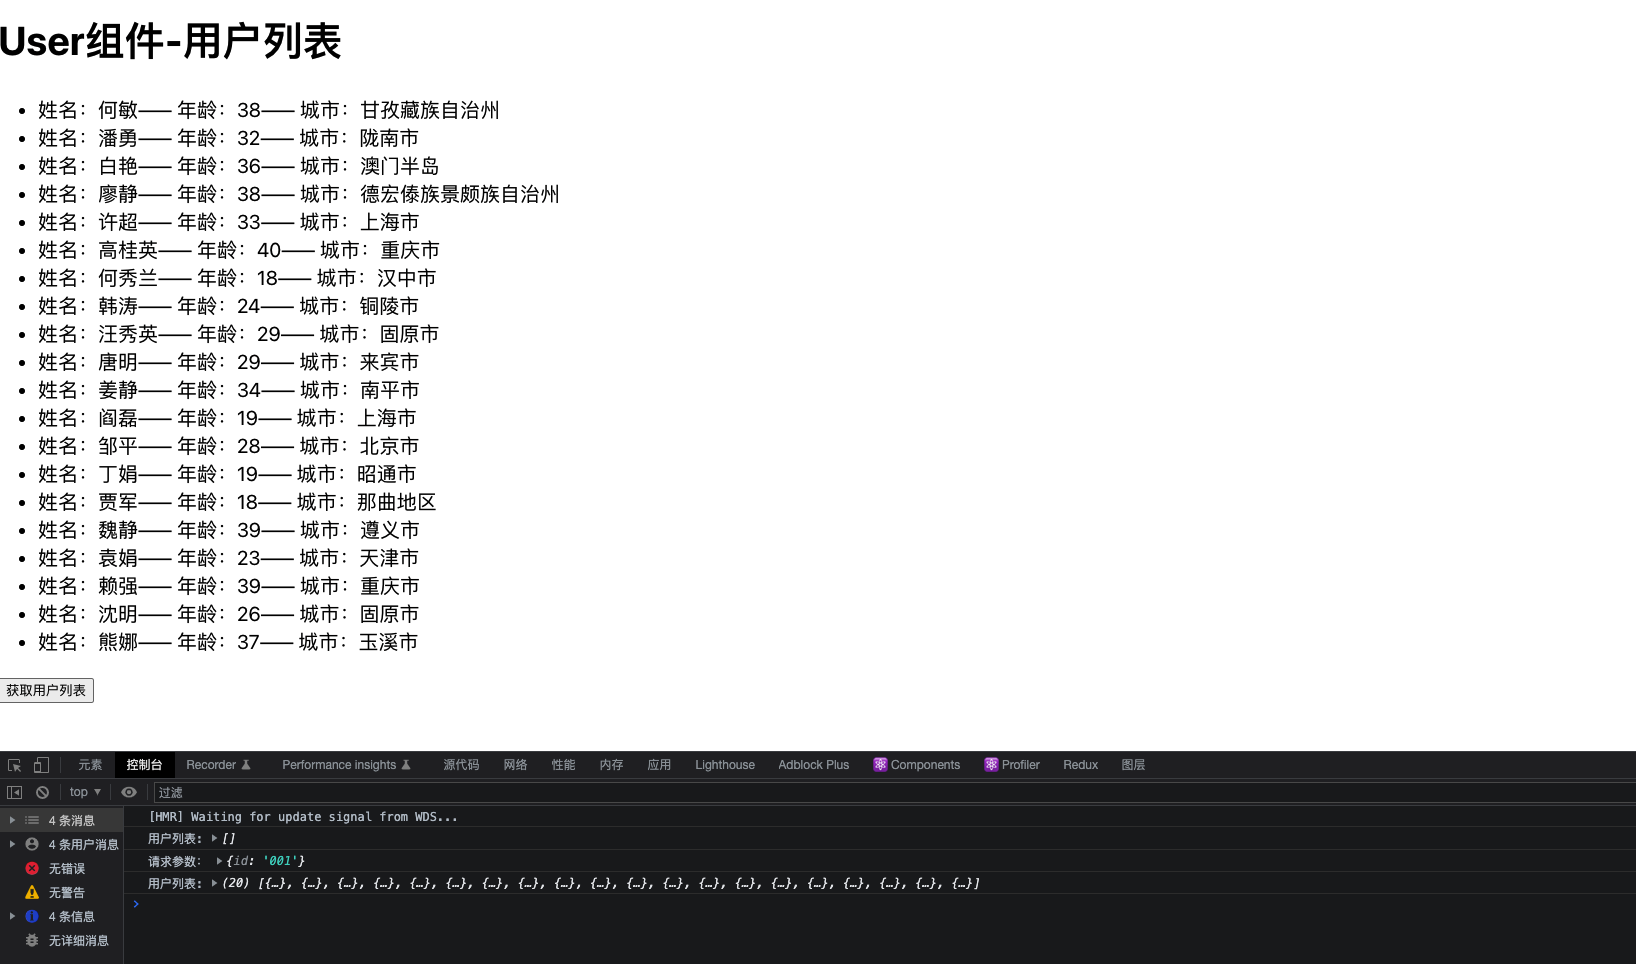 User组件-用户列表
姓名：何敏—— 年龄：38—— 城市：甘孜藏族自治州
姓名：潘勇—— 年龄：32—— 城市：陇南市
姓名：白艳—— 年龄：36—— 城市：澳门半岛
姓名：廖静—— 年龄：38—— 城市：德宏傣族景颇族自治州
姓名：许超—— 年龄：33—— 城市：上海市
姓名：高桂英—— 年龄：40—— 城市：重庆市
姓名：何秀兰—— 年龄：18—— 城市：汉中市
姓名：韩涛—— 年龄：24—— 城市：铜陵市
姓名：汪秀英—— 年龄：29—— 城市：固原市
姓名：唐明—— 年龄：29—— 城市：来宾市
姓名：姜静—— 年龄：34—— 城市：南平市
姓名：阎磊—— 年龄：19—— 城市：上海市
姓名：邹平—— 年龄：28—— 城市：北京市
姓名：丁娟—— 年龄：19—— 城市：昭通市
姓名：贾军—— 年龄：18—— 城市：那曲地区
姓名：魏静—— 年龄：39—— 城市：遵义市
姓名：袁娟—— 年龄：23—— 城市：天津市
姓名：赖强—— 年龄：39—— 城市：重庆市
姓名：沈明—— 年龄：26—— 城市：固原市
姓名：熊娜—— 年龄：37—— 城市：玉溪市
获取用户列表
元素 控制台 Recorder Performance insights 源代码 网络 性能 内存 应用 Lighthouse Adblock Plus Components Profiler Redux 图层
top ▼ 过滤
4 条消息
4 条用户消息
无错误
无警告
4 条信息
无详细消息
[HMR] Waiting for update signal from WDS...
用户列表: ▶ []
请求参数: ▶ {id: '001'}
用户列表: ▶ (20) [{…}, {…}, {…}, {…}, {…}, {…}, {…}, {…}, {…}, {…}, {…}, {…}, {…}, {…}, {…}, {…}, {…}, {…}, {…}, {…}]